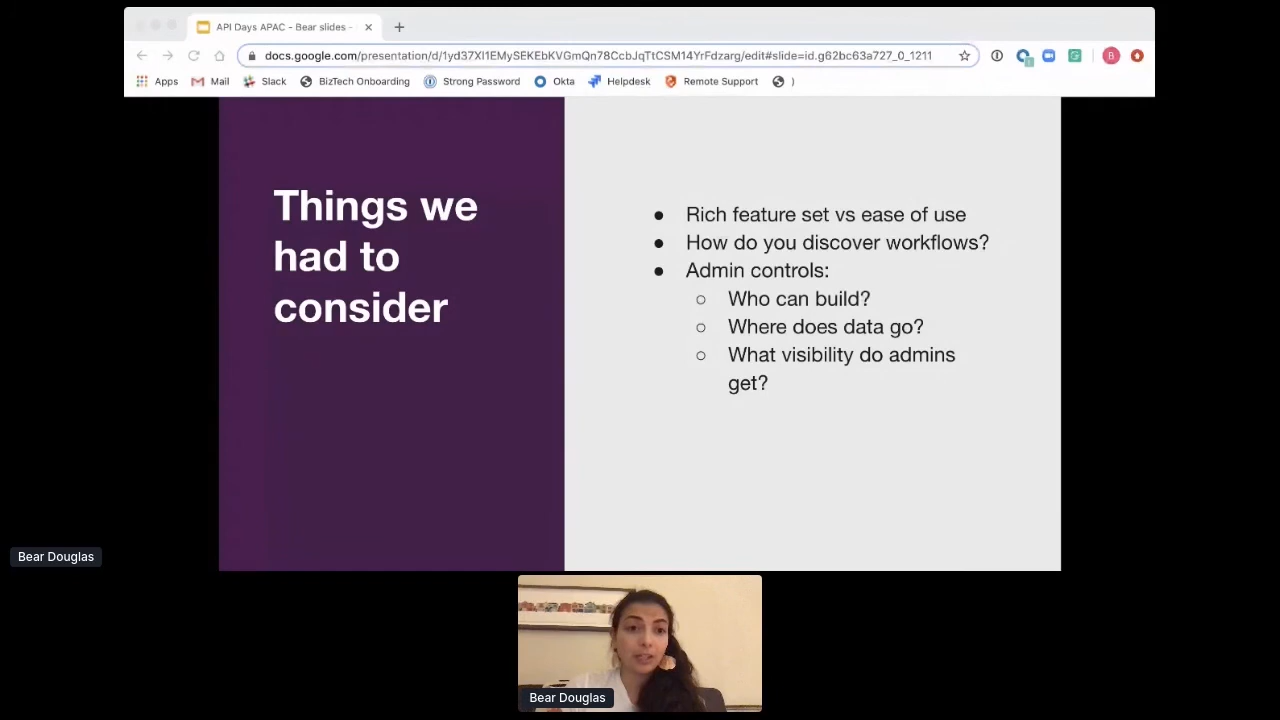 API Days APAC - Bear slides -
docs.google.com/presentation/d/1yd37XI1EMySEKEbKVGmQn78CcbJqTtCSM14YrFdzarg/edit#slide=id.g62bc63a727_0_1211
B
Apps Mail Slack BizTech Onboarding Strong Password Okta Helpdesk Remote Support )
Things we
had to
consider
● Rich feature set vs ease of use
● How do you discover workflows?
● Admin controls:
○ Who can build?
○ Where does data go?
○ What visibility do admins
get?
Bear Douglas
Bear Douglas